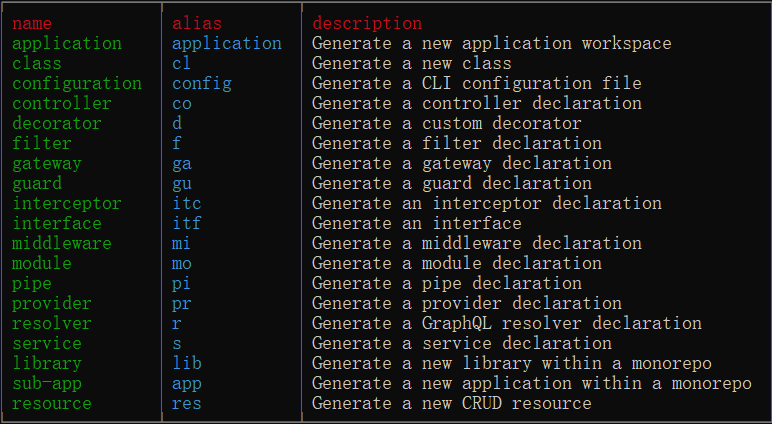 name alias description
application application Generate a new application workspace
class cl Generate a new class
configuration config Generate a CLI configuration file
controller co Generate a controller declaration
decorator d Generate a custom decorator
filter f Generate a filter declaration
gateway ga Generate a gateway declaration
guard gu Generate a guard declaration
interceptor itc Generate an interceptor declaration
interface itf Generate an interface
middleware mi Generate a middleware declaration
module mo Generate a module declaration
pipe pi Generate a pipe declaration
provider pr Generate a provider declaration
resolver r Generate a GraphQL resolver declaration
service s Generate a service declaration
library lib Generate a new library within a monorepo
sub-app app Generate a new application within a monorepo
resource res Generate a new CRUD resource